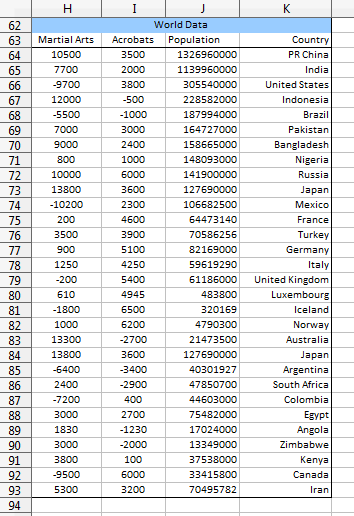 H I J K
62 World Data
63 Martial Arts Acrobats Population Country
64 10500 3500 1326960000 PR China
65 7700 2000 1139960000 India
66 -9700 3800 305540000 United States
67 12000 -500 228582000 Indonesia
68 -5500 -1000 187994000 Brazil
69 7000 3000 164727000 Pakistan
70 9000 2400 158665000 Bangladesh
71 800 1000 148093000 Nigeria
72 10000 6000 141900000 Russia
73 13800 3600 127690000 Japan
74 -10200 2300 106682500 Mexico
75 200 4600 64473140 France
76 3500 3900 70586256 Turkey
77 900 5100 82169000 Germany
78 1250 4250 59619290 Italy
79 -200 5400 61186000 United Kingdom
80 610 4945 483800 Luxembourg
81 -1800 6500 320169 Iceland
82 1000 6200 4790300 Norway
83 13300 -2700 21473500 Australia
84 13800 3600 127690000 Japan
85 -6400 -3400 40301927 Argentina
86 2400 -2900 47850700 South Africa
87 -7200 400 44603000 Colombia
88 3000 2700 75482000 Egypt
89 1830 -1230 17024000 Angola
90 3000 -2000 13349000 Zimbabwe
91 3800 100 37538000 Kenya
92 -9500 6000 33415800 Canada
93 5300 3200 70495782 Iran
94